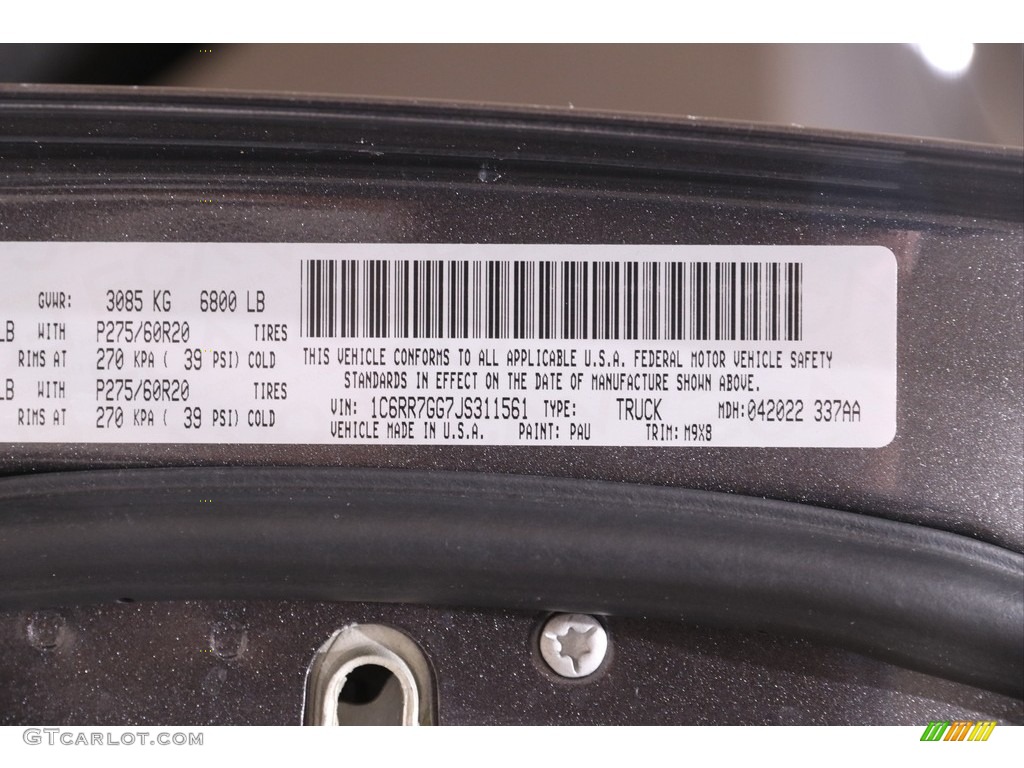 GVWR: 3085 KG 6800 LB
LB WITH P275/60R20 TIRES
RIMS AT 270 KPA ( 39 PSI) COLD
LB WITH P275/60R20 TIRES
RIMS AT 270 KPA ( 39 PSI) COLD
THIS VEHICLE CONFORMS TO ALL APPLICABLE U.S.A. FEDERAL MOTOR VEHICLE SAFETY
STANDARDS IN EFFECT ON THE DATE OF MANUFACTURE SHOWN ABOVE.
VIN: 1C6RR7GG7JS311561 TYPE: TRUCK MDH:042022 337AA
VEHICLE MADE IN U.S.A. PAINT: PAU TRIM: M9X8
GTCARLOT.COM